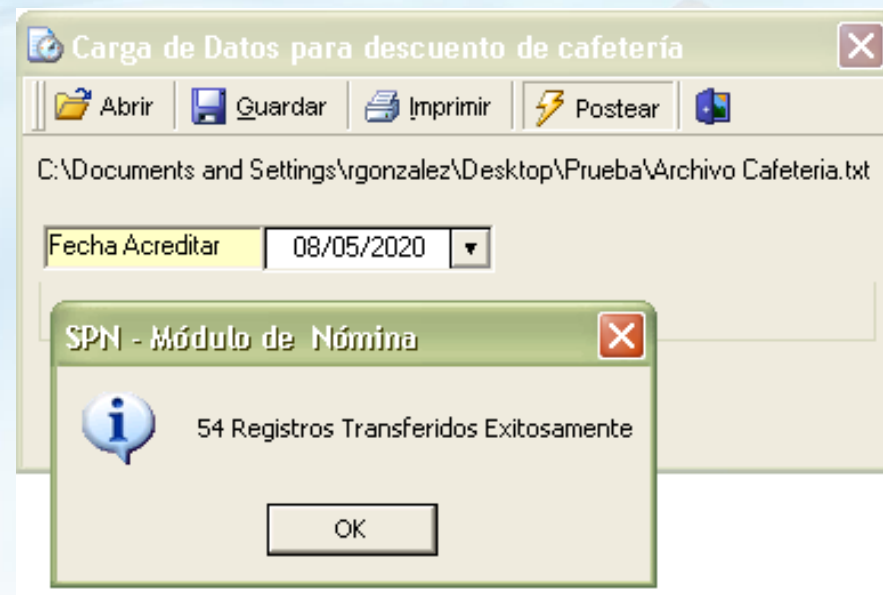 Carga de Datos para descuento de cafetería
Abrir Guardar Imprimir Postear
C:\Documents and Settings\rgonzalez\Desktop\Prueba\Archivo Cafeteria.txt
Fecha Acreditar 08/05/2020
SPN - Módulo de Nómina
54 Registros Transferidos Exitosamente
OK